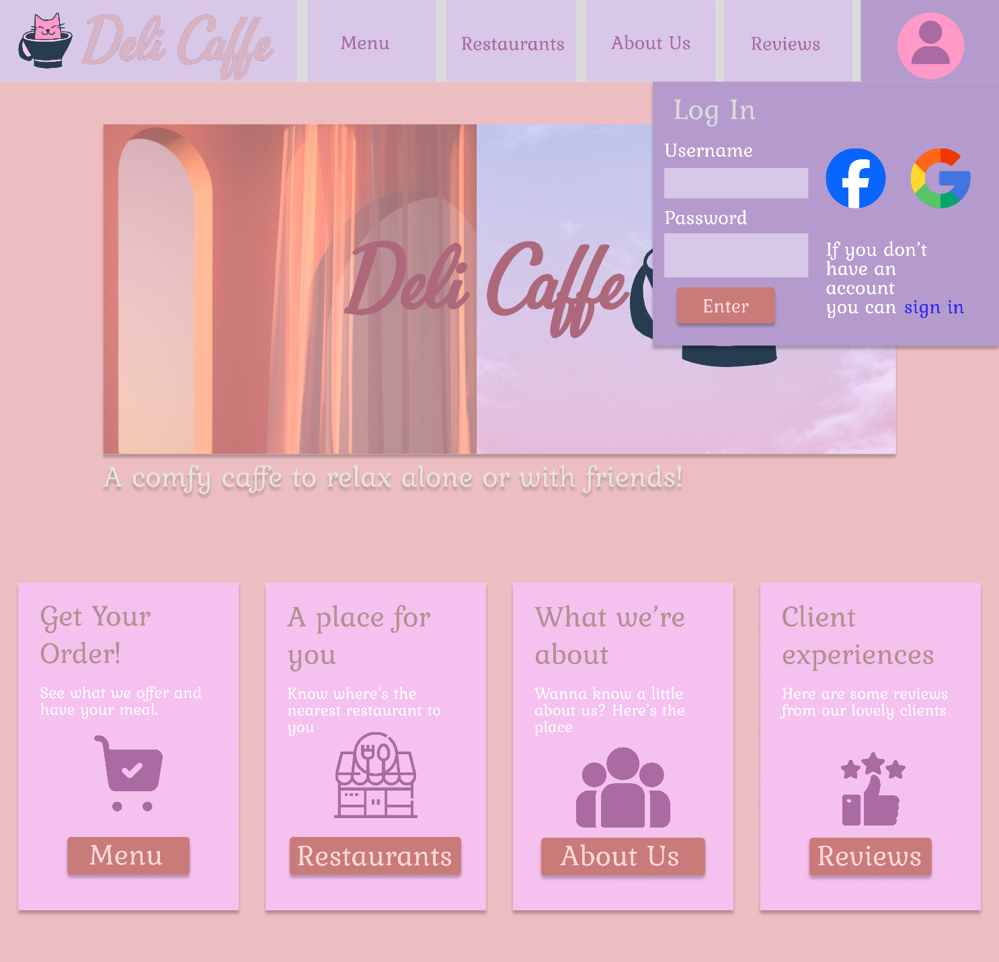 Deli Caffe
Menu
Restaurants
About Us
Reviews
Log In
Username
Password
Enter
If you don't
have an
account
you can sign in
Deli Caffe
A comfy caffe to relax alone or with friends!
Get Your
Order!
See what we offer and
have your meal.
Menu
A place for
you
Know where's the
nearest restaurant to
you
Restaurants
What we're
about
Wanna know a little
about us? Here's the
place
About Us
Client
experiences
Here are some reviews
from our lovely clients
Reviews